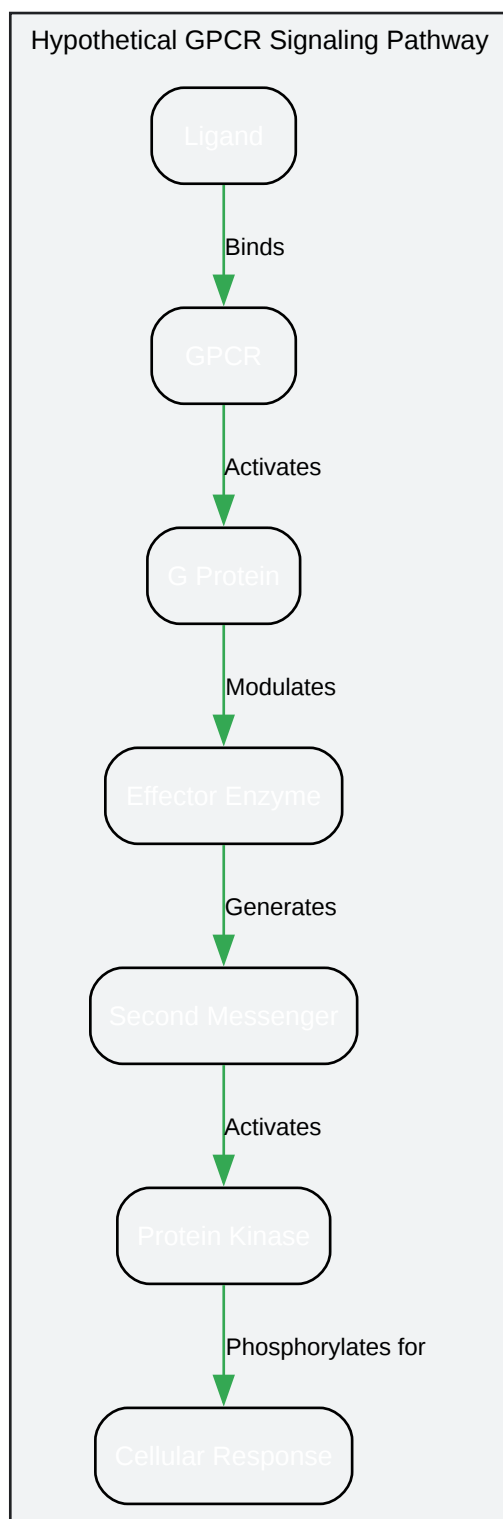 Hypothetical GPCR Signaling Pathway
Ligand
Binds
GPCR
Activates
G Protein
Modulates
Effector Enzyme
Generates
Second Messenger
Activates
Protein Kinase
Phosphorylates for
Cellular Response